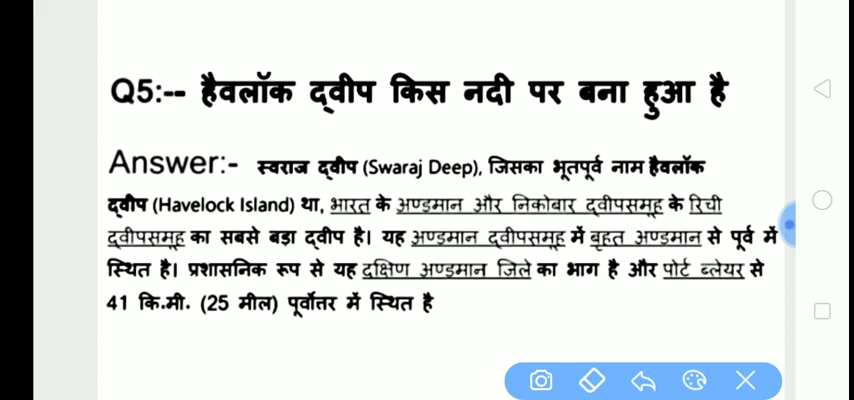 Q5:-- हैवलॉक द्वीप किस नदी पर बना हुआ है
Answer:- स्वराज द्वीप (Swaraj Deep), जिसका भूतपूर्व नाम हैवलॉक
द्वीप (Havelock Island) था, भारत के अण्डमान और निकोबार द्वीपसमूह के रिची
द्वीपसमूह का सबसे बड़ा द्वीप है। यह अण्डमान द्वीपसमूह में बृहत अण्डमान से पूर्व में
स्थित है। प्रशासनिक रूप से यह दक्षिण अण्डमान जिले का भाग है और पोर्ट ब्लेयर से
41 कि.मी. (25 मील) पूर्वोत्तर में स्थित है